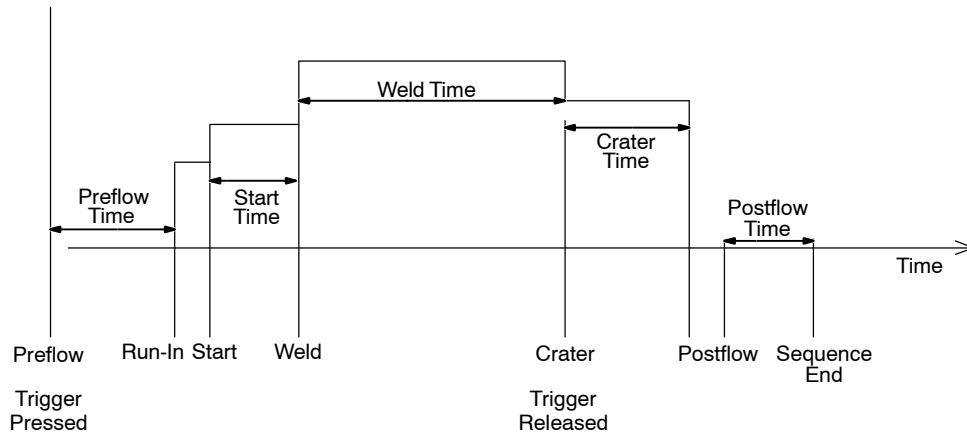 Weld Time
Crater
Time
Preflow
Time
Start
Time
Postflow
Time
Time
Preflow
Run-In
Start
Weld
Crater
Postflow
Sequence
End
Trigger
Pressed
Trigger
Released